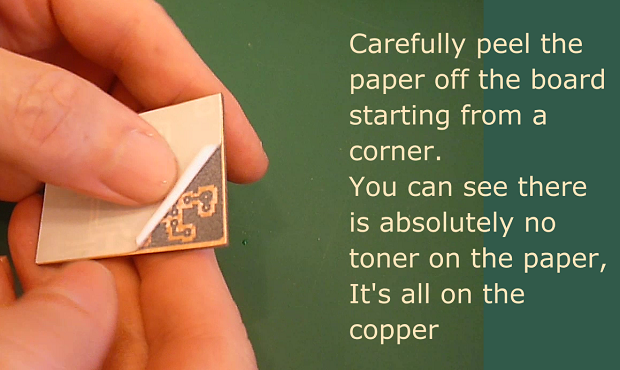 Carefully peel the
paper off the board
starting from a
corner.
You can see there
is absolutely no
toner on the paper,
It's all on the
copper